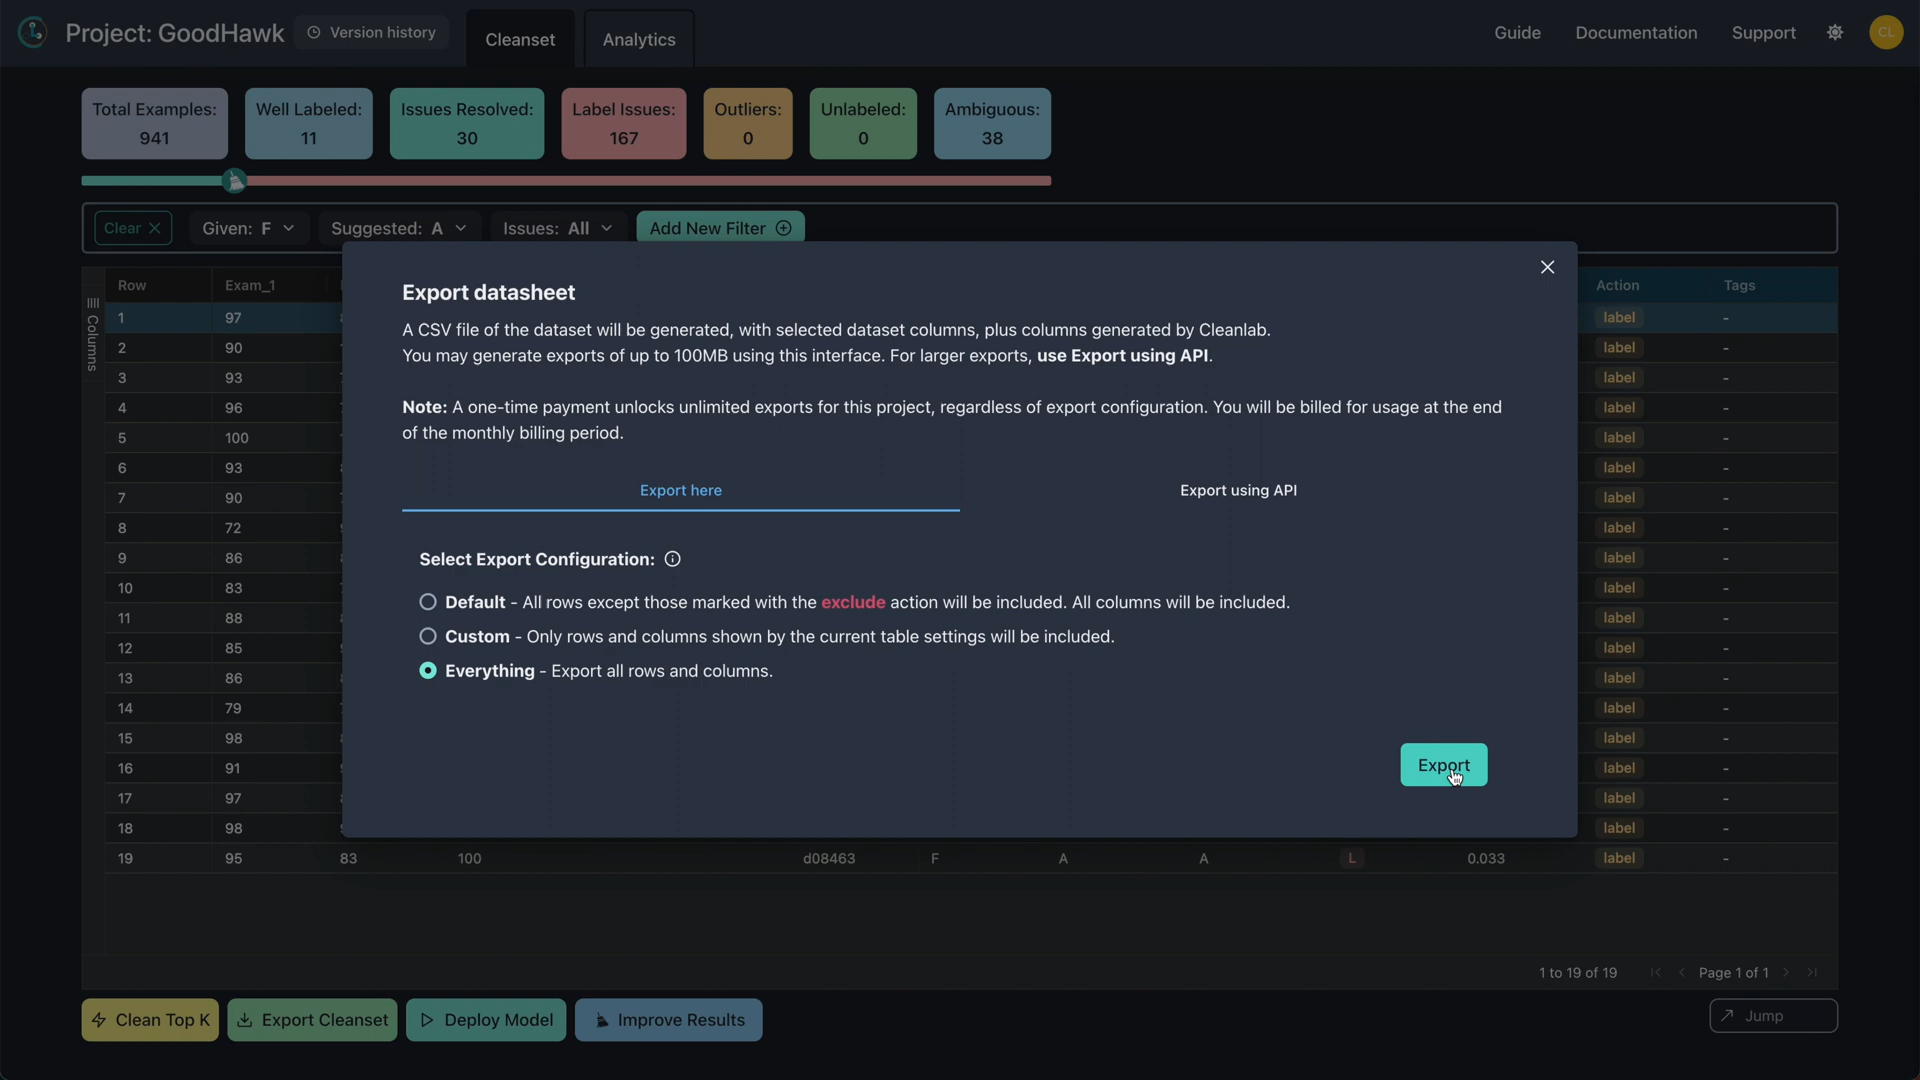 Project: GoodHawk
Version history
Cleanset
Analytics
Guide
Documentation
Support
CL
Total Examples:
941
Well Labeled:
11
Issues Resolved:
30
Label Issues:
167
Outliers:
0
Unlabeled:
0
Ambiguous:
38
Clear
Given: F
Suggested: A
Issues: All
Add New Filter
Columns
Row Exam_1 Action Tags
1 97 label -
2 90 label -
3 93 label -
4 96 label -
5 100 label -
6 93 label -
7 90 label -
8 72 label -
9 86 label -
10 83 label -
11 88 label -
12 85 label -
13 86 label -
14 79 label -
15 98 label -
16 91 label -
17 97 label -
18 98 label -
19 95 83 100 d08463 F A A L 0.033 label -
Export datasheet
A CSV file of the dataset will be generated, with selected dataset columns, plus columns generated by Cleanlab.
You may generate exports of up to 100MB using this interface. For larger exports, use Export using API.
Note: A one-time payment unlocks unlimited exports for this project, regardless of export configuration. You will be billed for usage at the end
of the monthly billing period.
Export here
Export using API
Select Export Configuration:
Default - All rows except those marked with the exclude action will be included. All columns will be included.
Custom - Only rows and columns shown by the current table settings will be included.
Everything - Export all rows and columns.
Export
1 to 19 of 19
Page 1 of 1
Clean Top K
Export Cleanset
Deploy Model
Improve Results
Jump